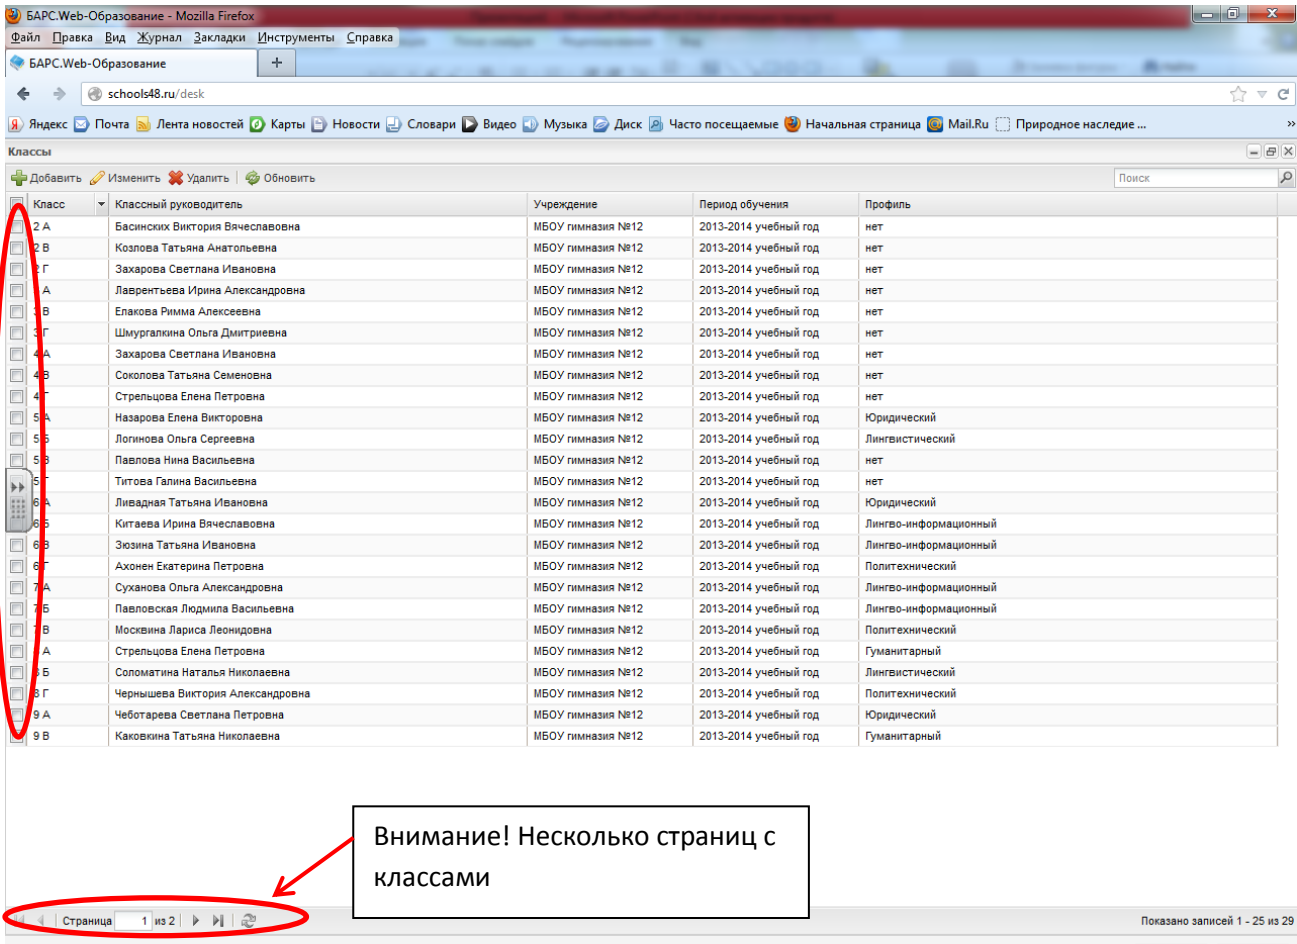 БАРС.Web-Образование - Mozilla Firefox
Файл Правка Вид Журнал Закладки Инструменты Справка
БАРС.Web-Образование +
schools48.ru/desk
Яндекс Почта Лента новостей Карты Новости Словари Видео Музыка Диск Часто посещаемые Начальная страница Mail.Ru Природное наследие ... »
Классы
Добавить Изменить Удалить Обновить Поиск
Класс Классный руководитель Учреждение Период обучения Профиль
2 А Басинских Виктория Вячеславовна МБОУ гимназия №12 2013-2014 учебный год нет
2 В Козлова Татьяна Анатольевна МБОУ гимназия №12 2013-2014 учебный год нет
2 Г Захарова Светлана Ивановна МБОУ гимназия №12 2013-2014 учебный год нет
А Лаврентьева Ирина Александровна МБОУ гимназия №12 2013-2014 учебный год нет
3 В Елакова Римма Алексеевна МБОУ гимназия №12 2013-2014 учебный год нет
3 Г Шмургалкина Ольга Дмитриевна МБОУ гимназия №12 2013-2014 учебный год нет
4 А Захарова Светлана Ивановна МБОУ гимназия №12 2013-2014 учебный год нет
4 В Соколова Татьяна Семеновна МБОУ гимназия №12 2013-2014 учебный год нет
4 Г Стрельцова Елена Петровна МБОУ гимназия №12 2013-2014 учебный год нет
5 А Назарова Елена Викторовна МБОУ гимназия №12 2013-2014 учебный год Юридический
5 Б Логинова Ольга Сергеевна МБОУ гимназия №12 2013-2014 учебный год Лингвистический
5 В Павлова Нина Васильевна МБОУ гимназия №12 2013-2014 учебный год нет
5 Г Титова Галина Васильевна МБОУ гимназия №12 2013-2014 учебный год нет
6 А Ливадная Татьяна Ивановна МБОУ гимназия №12 2013-2014 учебный год Юридический
6 Б Китаева Ирина Вячеславовна МБОУ гимназия №12 2013-2014 учебный год Лингво-информационный
6 В Зюзина Татьяна Ивановна МБОУ гимназия №12 2013-2014 учебный год Лингво-информационный
6 Г Ахонен Екатерина Петровна МБОУ гимназия №12 2013-2014 учебный год Политехнический
7 А Суханова Ольга Александровна МБОУ гимназия №12 2013-2014 учебный год Лингво-информационный
7 Б Павловская Людмила Васильевна МБОУ гимназия №12 2013-2014 учебный год Лингво-информационный
7 В Москвина Лариса Леонидовна МБОУ гимназия №12 2013-2014 учебный год Политехнический
А Стрельцова Елена Петровна МБОУ гимназия №12 2013-2014 учебный год Гуманитарный
8 Б Соломатина Наталья Николаевна МБОУ гимназия №12 2013-2014 учебный год Лингвистический
8 Г Чернышева Виктория Александровна МБОУ гимназия №12 2013-2014 учебный год Политехнический
9 А Чеботарева Светлана Петровна МБОУ гимназия №12 2013-2014 учебный год Юридический
9 В Каковкина Татьяна Николаевна МБОУ гимназия №12 2013-2014 учебный год Гуманитарный
Внимание! Несколько страниц с
классами
Страница 1 из 2 Показано записей 1 - 25 из 29